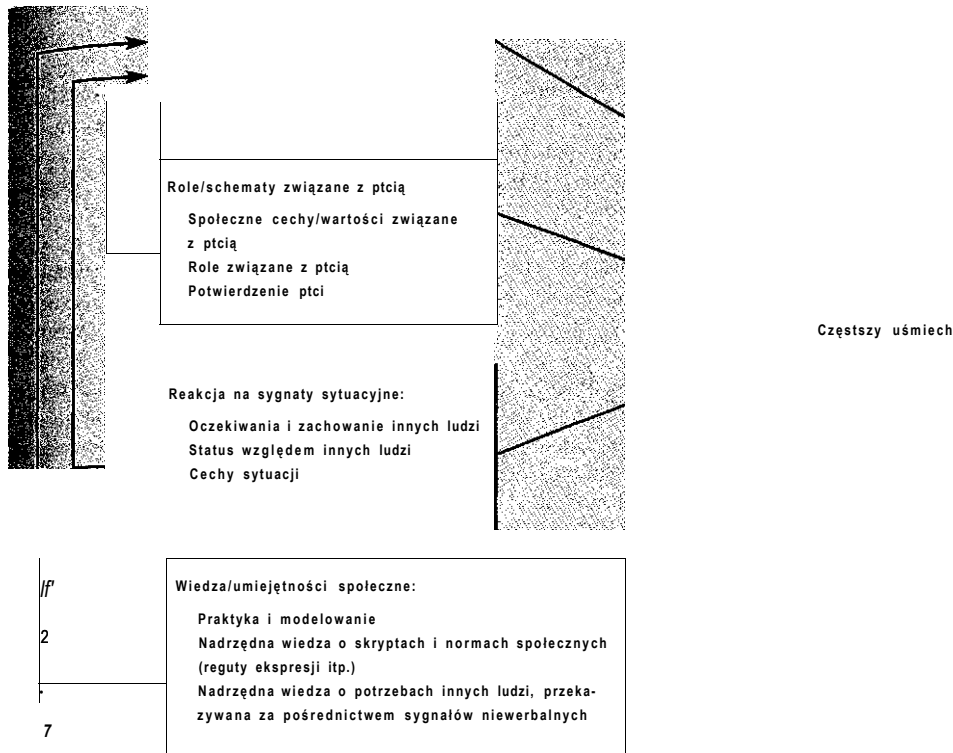 Role/schematy związane z ptcią
Społeczne cechy/wartości związane
z ptcią
Role związane z ptcią
Potwierdzenie ptci
Częstszy uśmiech
Reakcja na sygnaty sytuacyjne:
Oczekiwania i zachowanie innych ludzi
Status względem innych ludzi
Cechy sytuacji
lf'
2
7
Wiedza/umiejętności społeczne:
Praktyka i modelowanie
Nadrzędna wiedza o skryptach i normach społecznych
(reguty ekspresji itp.)
Nadrzędna wiedza o potrzebach innych ludzi, przeka-
zywana za pośrednictwem sygnałów niewerbalnych